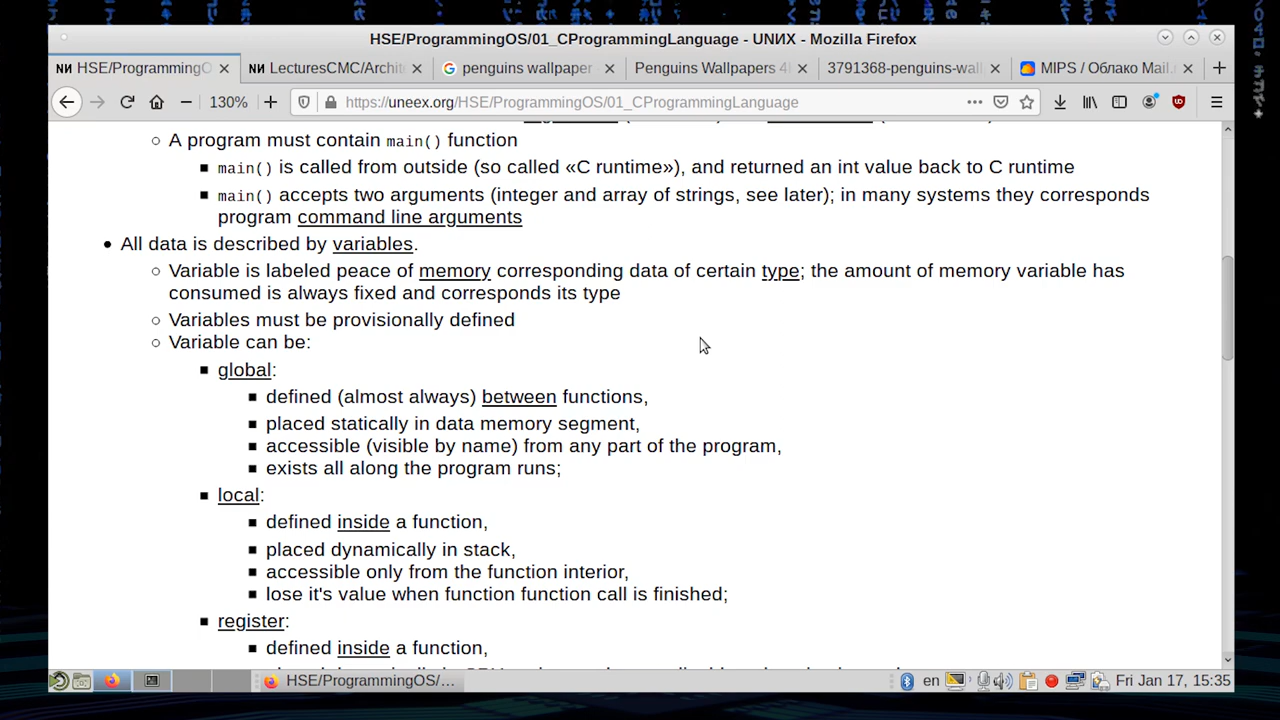 HSE/ProgrammingOS/01_CProgrammingLanguage - UNИX - Mozilla Firefox
NИ HSE/ProgrammingO
NИ LecturesCMC/Archite
G penguins wallpaper -
Penguins Wallpapers 4
3791368-penguins-wall
MIPS / Облако Mail.
130%
https://uneex.org/HSE/ProgrammingOS/01_CProgrammingLanguage
A program must contain main() function
main() is called from outside (so called «C runtime»), and returned an int value back to C runtime
main() accepts two arguments (integer and array of strings, see later); in many systems they corresponds
program command line arguments
All data is described by variables.
Variable is labeled peace of memory corresponding data of certain type; the amount of memory variable has
consumed is always fixed and corresponds its type
Variables must be provisionally defined
Variable can be:
global:
defined (almost always) between functions,
placed statically in data memory segment,
accessible (visible by name) from any part of the program,
exists all along the program runs;
local:
defined inside a function,
placed dynamically in stack,
accessible only from the function interior,
lose it's value when function function call is finished;
register:
defined inside a function,
HSE/ProgrammingOS/...
en
Fri Jan 17, 15:35